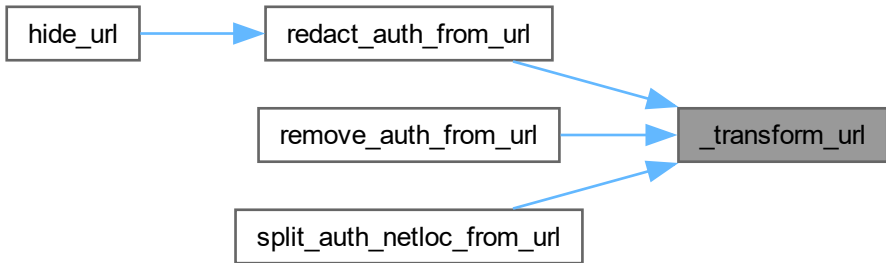 hide_url
redact_auth_from_url
remove_auth_from_url
_transform_url
split_auth_netloc_from_url